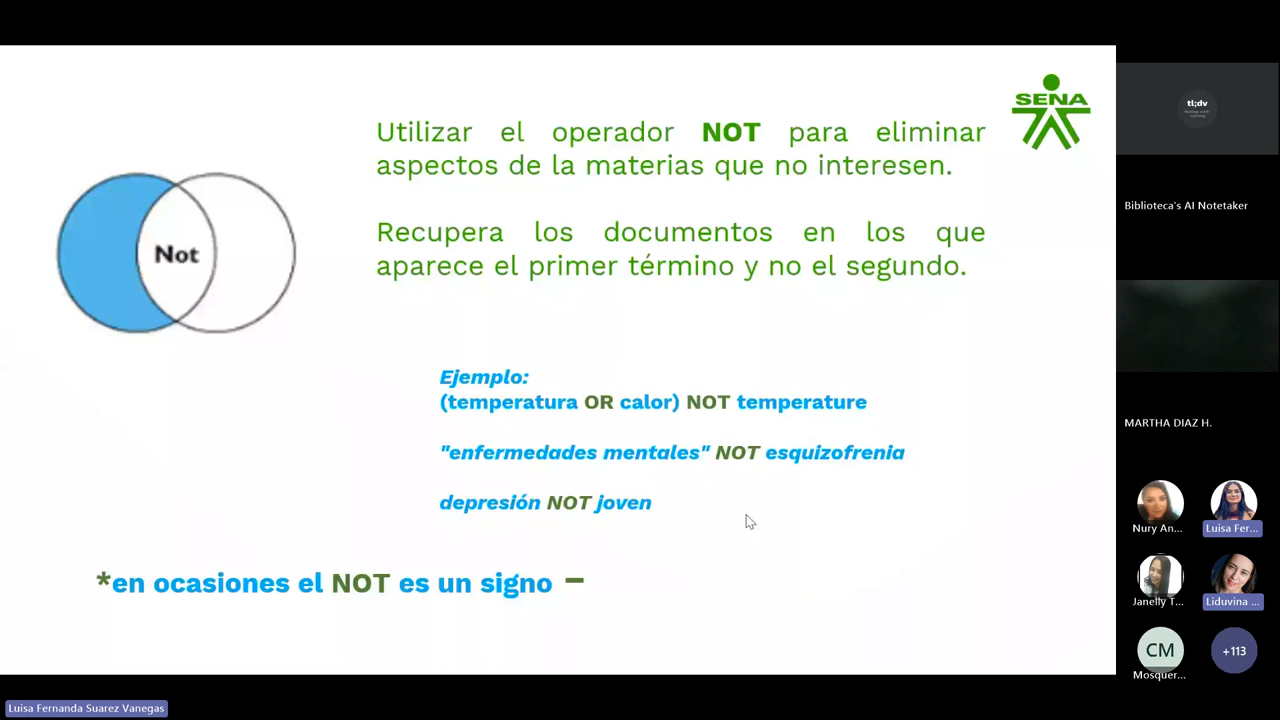 SENA
Utilizar el operador NOT para eliminar
aspectos de la materias que no interesen.
Recupera los documentos en los que
aparece el primer término y no el segundo.
Not
Ejemplo:
(temperatura OR calor) NOT temperature
"enfermedades mentales" NOT esquizofrenia
depresión NOT joven
*en ocasiones el NOT es un signo −
tl;dv
Biblioteca's AI Notetaker
MARTHA DIAZ H.
Nury An...
Luisa Fer...
Janelly T...
Liduvina ...
CM
+113
Mosquer...
Luisa Fernanda Suarez Vanegas